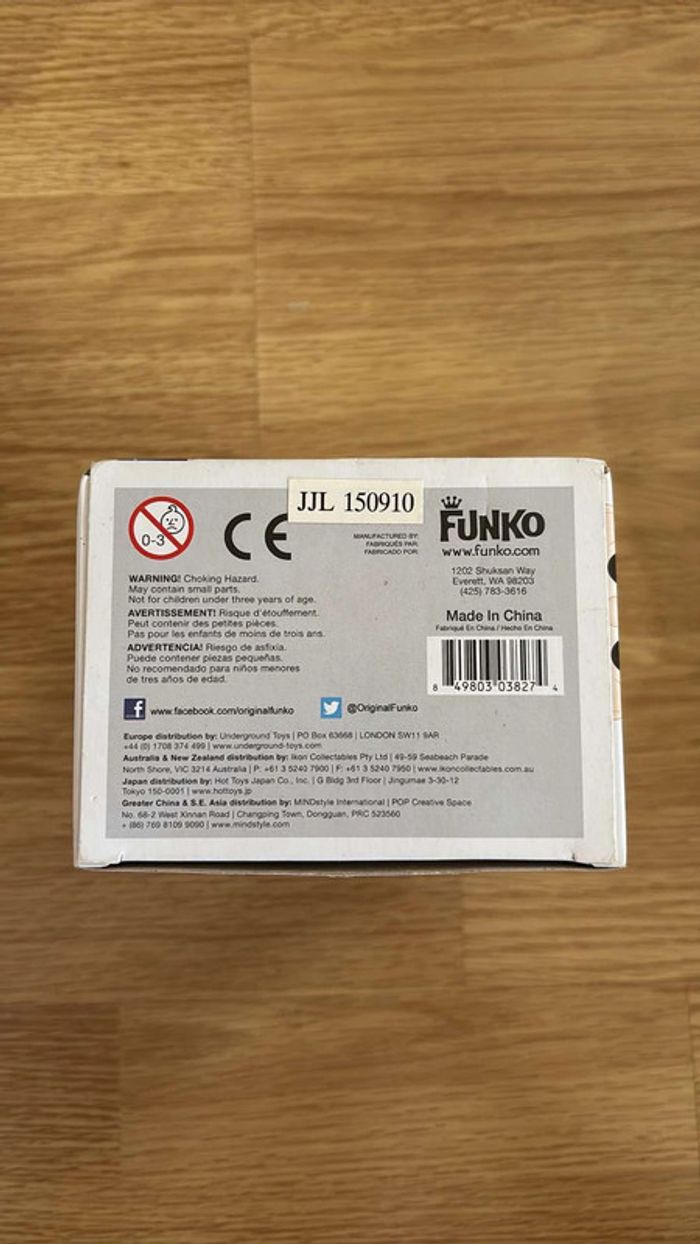 JJL 150910
0-3
CE
MANUFACTURED BY:
FABRIQUÉS PAR:
FABRICADO POR:
FUNKO
www.funko.com
1202 Shuksan Way
Everett, WA 98203
(425) 783-3616
Made In China
Fabriqué En China / Hecho En China
8 49803 03827 4
WARNING! Choking Hazard.
May contain small parts.
Not for children under three years of age.
AVERTISSEMENT! Risque d'étouffement.
Peut contenir des petites pièces.
Pas pour les enfants de moins de trois ans.
ADVERTENCIA! Riesgo de asfixia.
Puede contener piezas pequeñas.
No recomendado para niños menores
de tres años de edad.
f www.facebook.com/originalfunko
@OriginalFunko
Europe distribution by: Underground Toys | PO Box 63668 | LONDON SW11 9AR
+44 (0) 1708 374 499 | www.underground-toys.com
Australia & New Zealand distribution by: Ikon Collectables Pty Ltd | 49-59 Seabeach Parade
North Shore, VIC 3214 Australia | P: +61 3 5240 7900 | F: +61 3 5240 7950 | www.ikoncollectables.com.au
Japan distribution by: Hot Toys Japan Co., Inc. | G Bldg 3rd Floor | Jingumae 3-30-12
Tokyo 150-0001 | www.hottoys.jp
Greater China & S.E. Asia distribution by: MINDstyle International | POP Creative Space
No. 68-2 West Xinnan Road | Changping Town, Dongguan, PRC 523560
+ (86) 769 8109 9090 | www.mindstyle.com